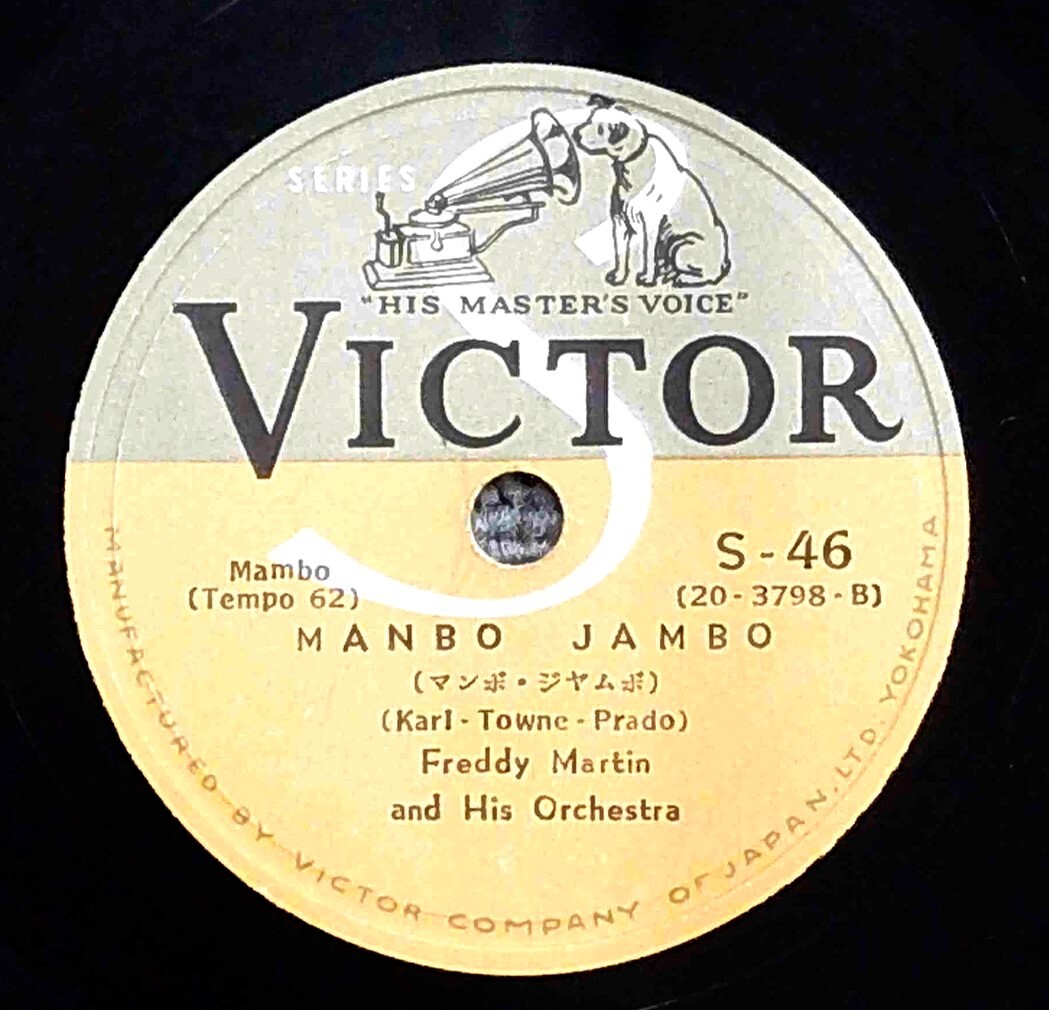 SERIES
S
"HIS MASTER'S VOICE"
VICTOR
S-46
Mambo
(Tempo 62)
(20-3798-B)
MANBO JAMBO
(マンボ・ジヤムボ)
(Karl-Towne-Prado)
Freddy Martin
and His Orchestra
MANUFACTURED BY VICTOR COMPANY OF JAPAN, LTD. YOKOHAMA